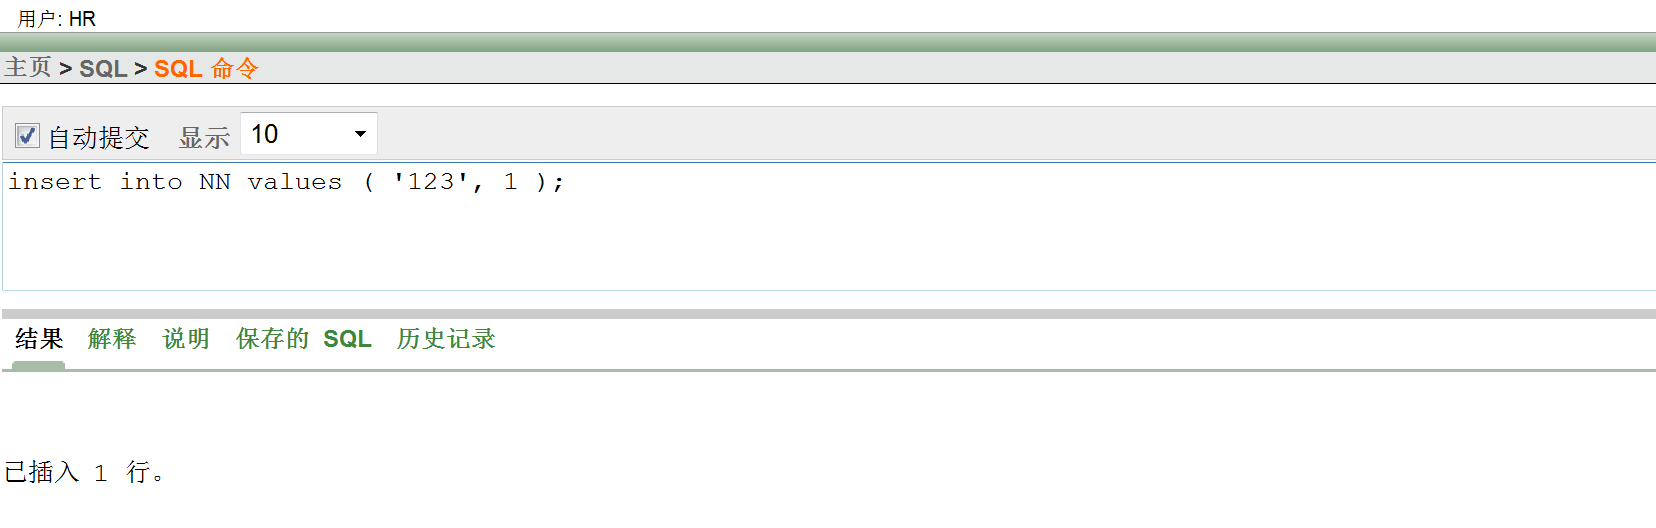 用户: HR
主页 > SQL > SQL 命令
自动提交 显示 10
insert into NN values ( '123', 1 );
结果 解释 说明 保存的 SQL 历史记录
已插入 1 行。